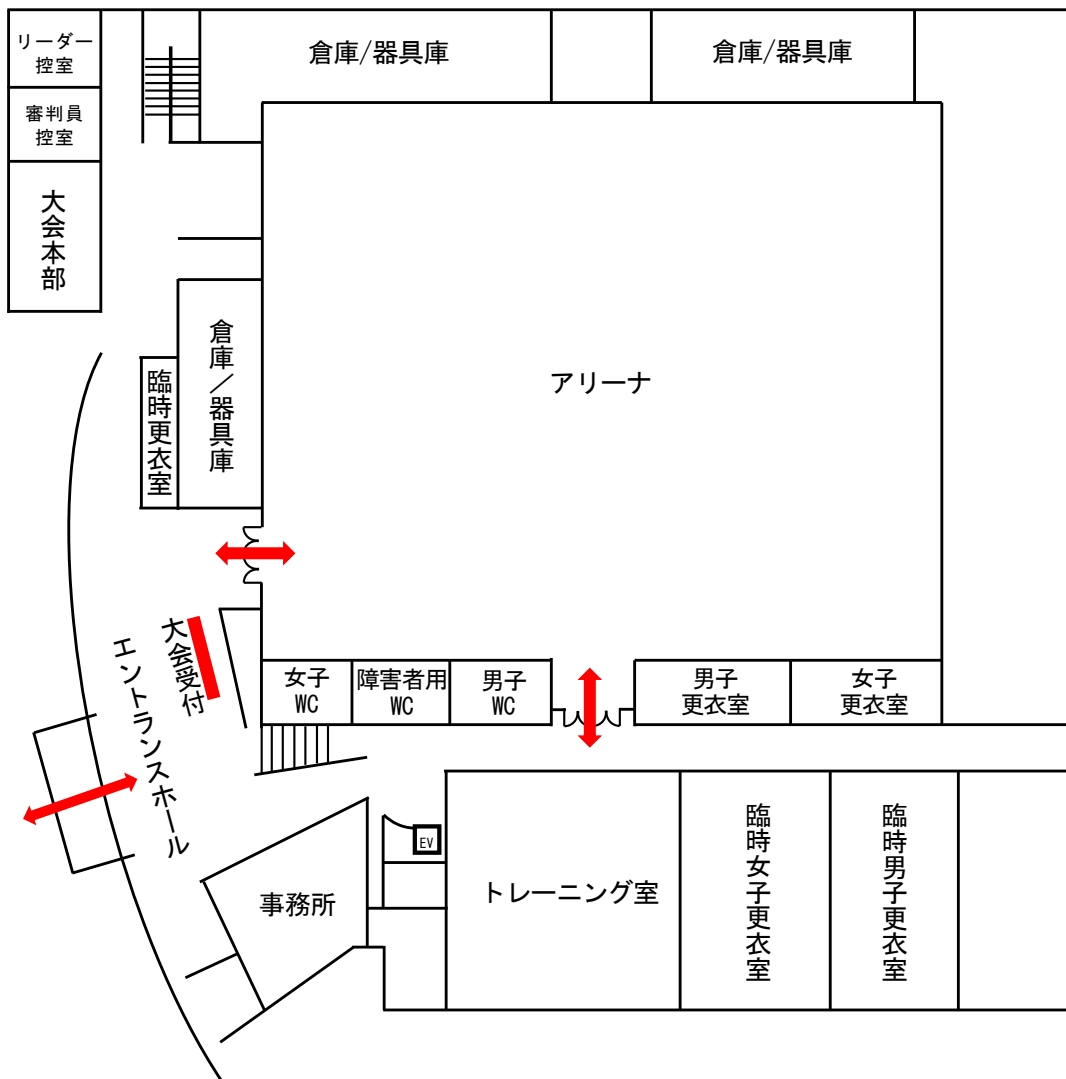 リーダー
控室
倉庫/器具庫
倉庫/器具庫
審判員
控室
大会本部
倉庫／器具庫
臨時更衣室
アリーナ
大会受付
エントランスホール
女子
WC
障害者用
WC
男子
WC
男子
更衣室
女子
更衣室
EV
事務所
トレーニング室
臨時女子更衣室
臨時男子更衣室